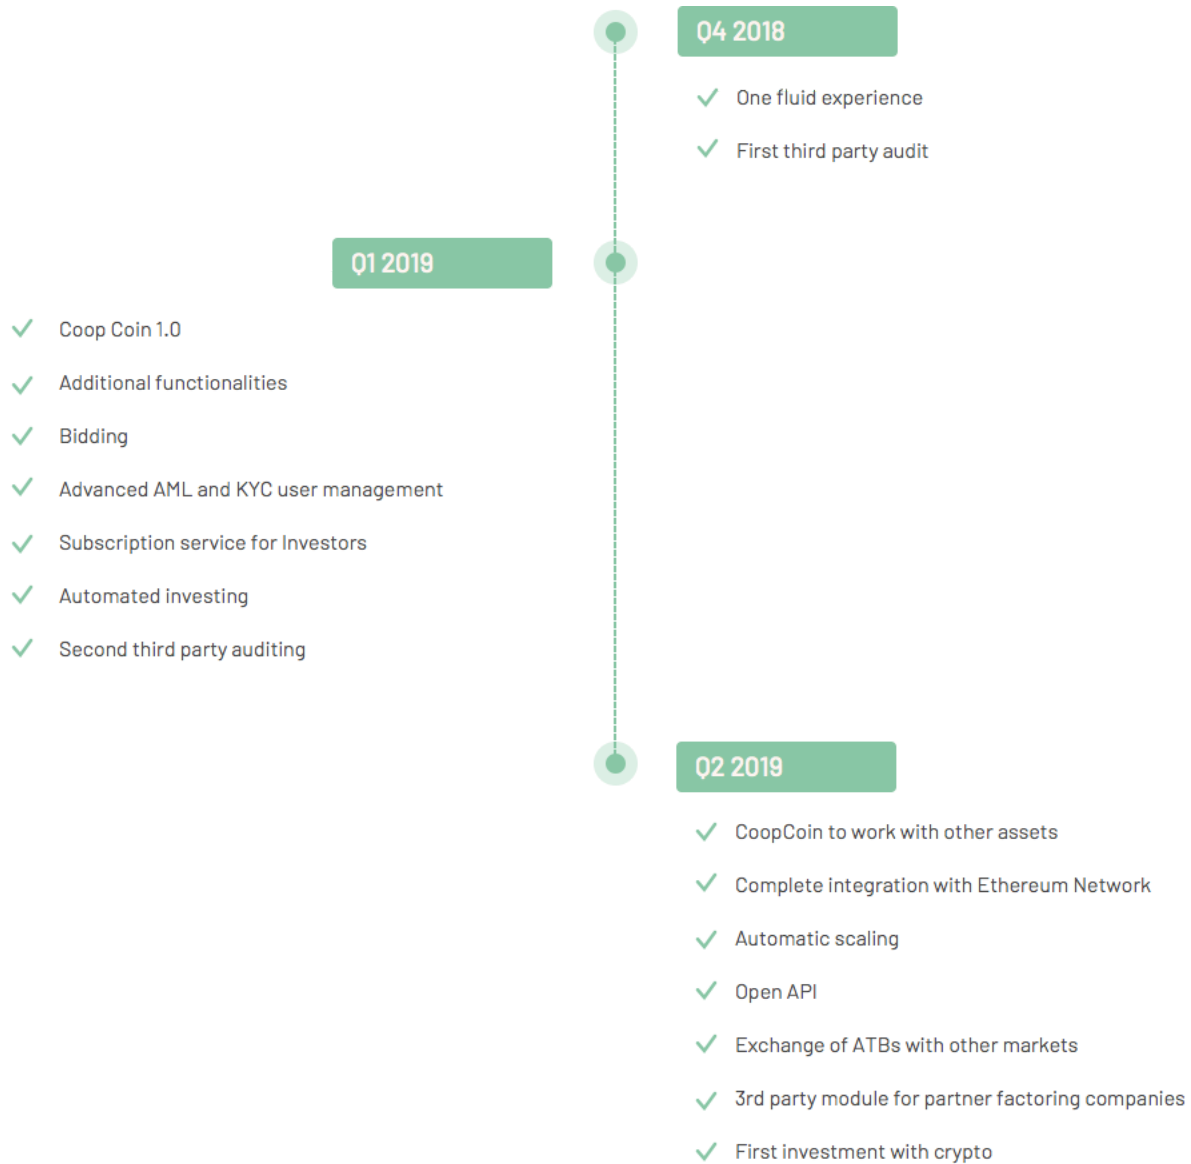 Q4 2018
One fluid experience
First third party audit
Q1 2019
Coop Coin 1.0
Additional functionalities
Bidding
Advanced AML and KYC user management
Subscription service for Investors
Automated investing
Second third party auditing
Q2 2019
CoopCoin to work with other assets
Complete integration with Ethereum Network
Automatic scaling
Open API
Exchange of ATBs with other markets
3rd party module for partner factoring companies
First investment with crypto